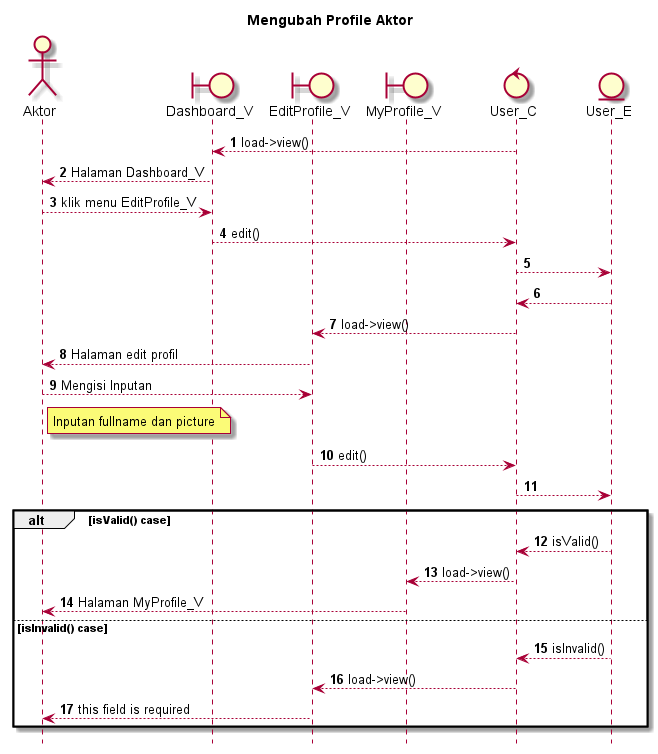 Mengubah Profile Aktor
Aktor
Dashboard_V
EditProfile_V
MyProfile_V
User_C
User_E
1 load->view()
2 Halaman Dashboard_V
3 klik menu EditProfile_V
4 edit()
5
6
7 load->view()
8 Halaman edit profil
9 Mengisi Inputan
Inputan fullname dan picture
10 edit()
11
alt [isValid() case]
12 isValid()
13 load->view()
14 Halaman MyProfile_V
[isInvalid() case]
15 isInvalid()
16 load->view()
17 this field is required